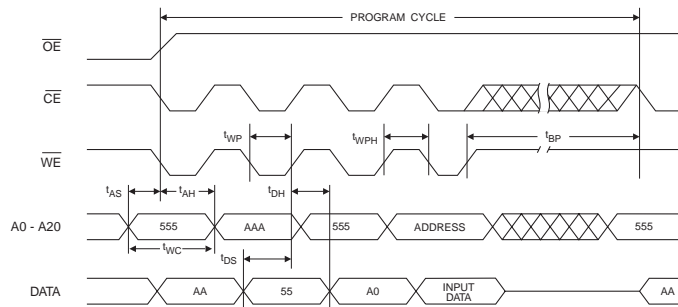 PROGRAM CYCLE
OE
CE
tWP
tWPH
tBP
WE
tAS
tAH
tDH
A0 - A20
555
AAA
555
ADDRESS
555
tWC
tDS
DATA
AA
55
A0
INPUT
DATA
AA